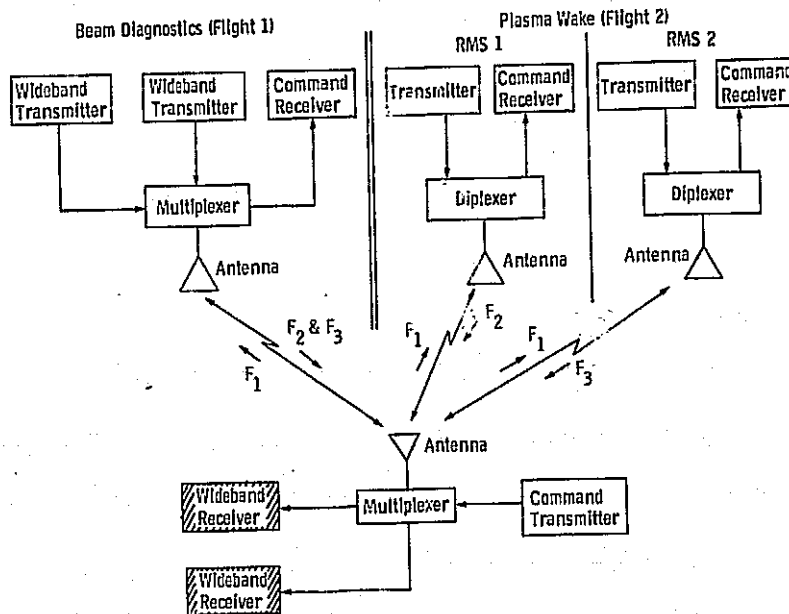 Beam Diagnostics (Flight 1)
Plasma Wake (Flight 2)
RMS 1
RMS 2
Wideband
Transmitter
Wideband
Transmitter
Command
Receiver
Transmitter
Command
Receiver
Transmitter
Command
Receiver
Multiplexer
Diplexer
Diplexer
Antenna
Antenna
Antenna
F2 & F3
F1
F1
F2
F1
F3
Antenna
Wideband
Receiver
Multiplexer
Command
Transmitter
Wideband
Receiver